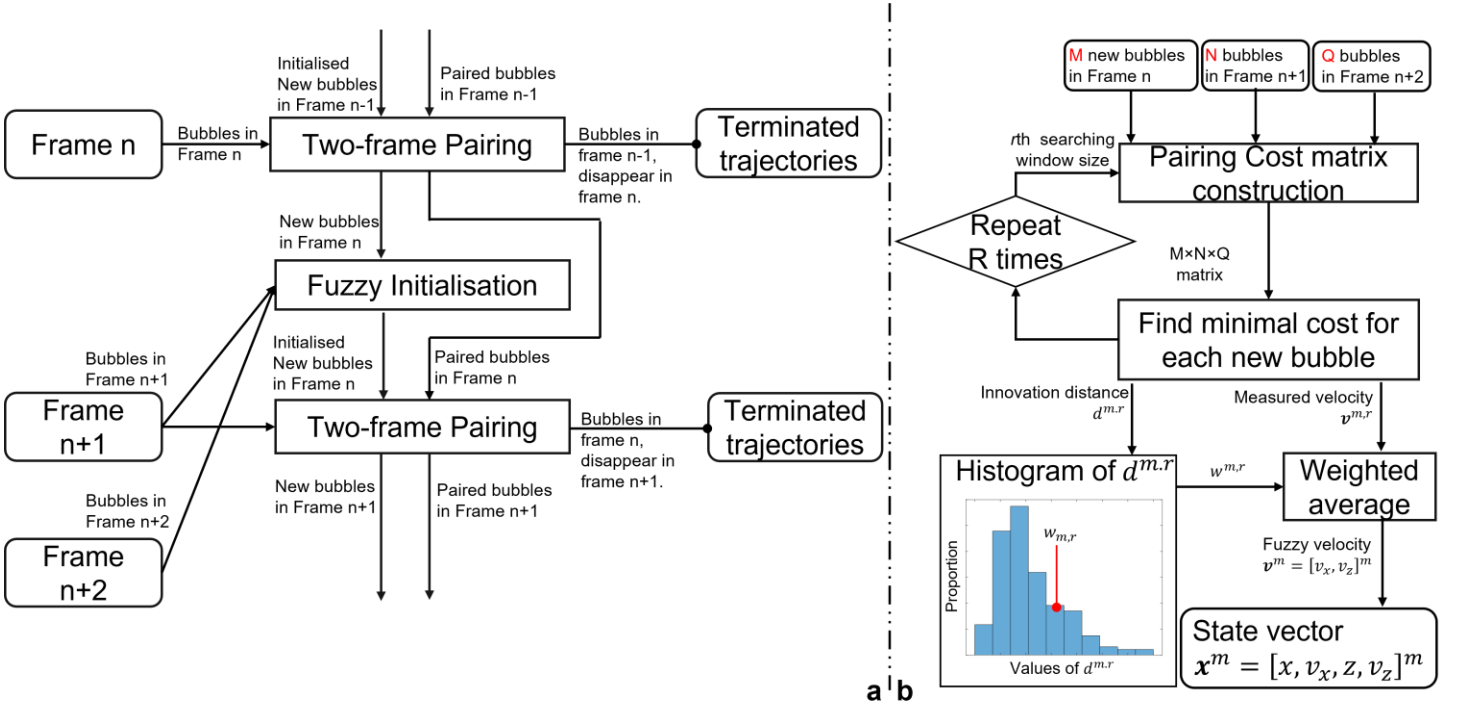 Initialised
New bubbles
in Frame n-1
Paired bubbles
in Frame n-1
Frame n
Bubbles in
Frame n
Two-frame Pairing
Bubbles in
frame n-1,
disappear in
frame n.
Terminated
trajectories
New bubbles
in Frame n
Fuzzy Initialisation
Bubbles in
Frame n+1
Initialised
New bubbles
in Frame n
Paired bubbles
in Frame n
Frame
n+1
Two-frame Pairing
Bubbles in
frame n,
disappear in
frame n+1.
Terminated
trajectories
Bubbles in
Frame n+2
New bubbles
in Frame n+1
Paired bubbles
in Frame n+1
Frame
n+2
a
b
M new bubbles
in Frame n
N bubbles
in Frame n+1
Q bubbles
in Frame n+2
rth searching
window size
Pairing Cost matrix
construction
Repeat
R times
M×N×Q
matrix
Find minimal cost for
each new bubble
Innovation distance
d^{m.r}
Measured velocity
v^{m,r}
Histogram of d^{m.r}
w^{m,r}
Weighted
average
w_{m,r}
Proportion
Values of d^{m.r}
Fuzzy velocity
v^m = [v_x, v_z]^m
State vector
x^m = [x, v_x, z, v_z]^m